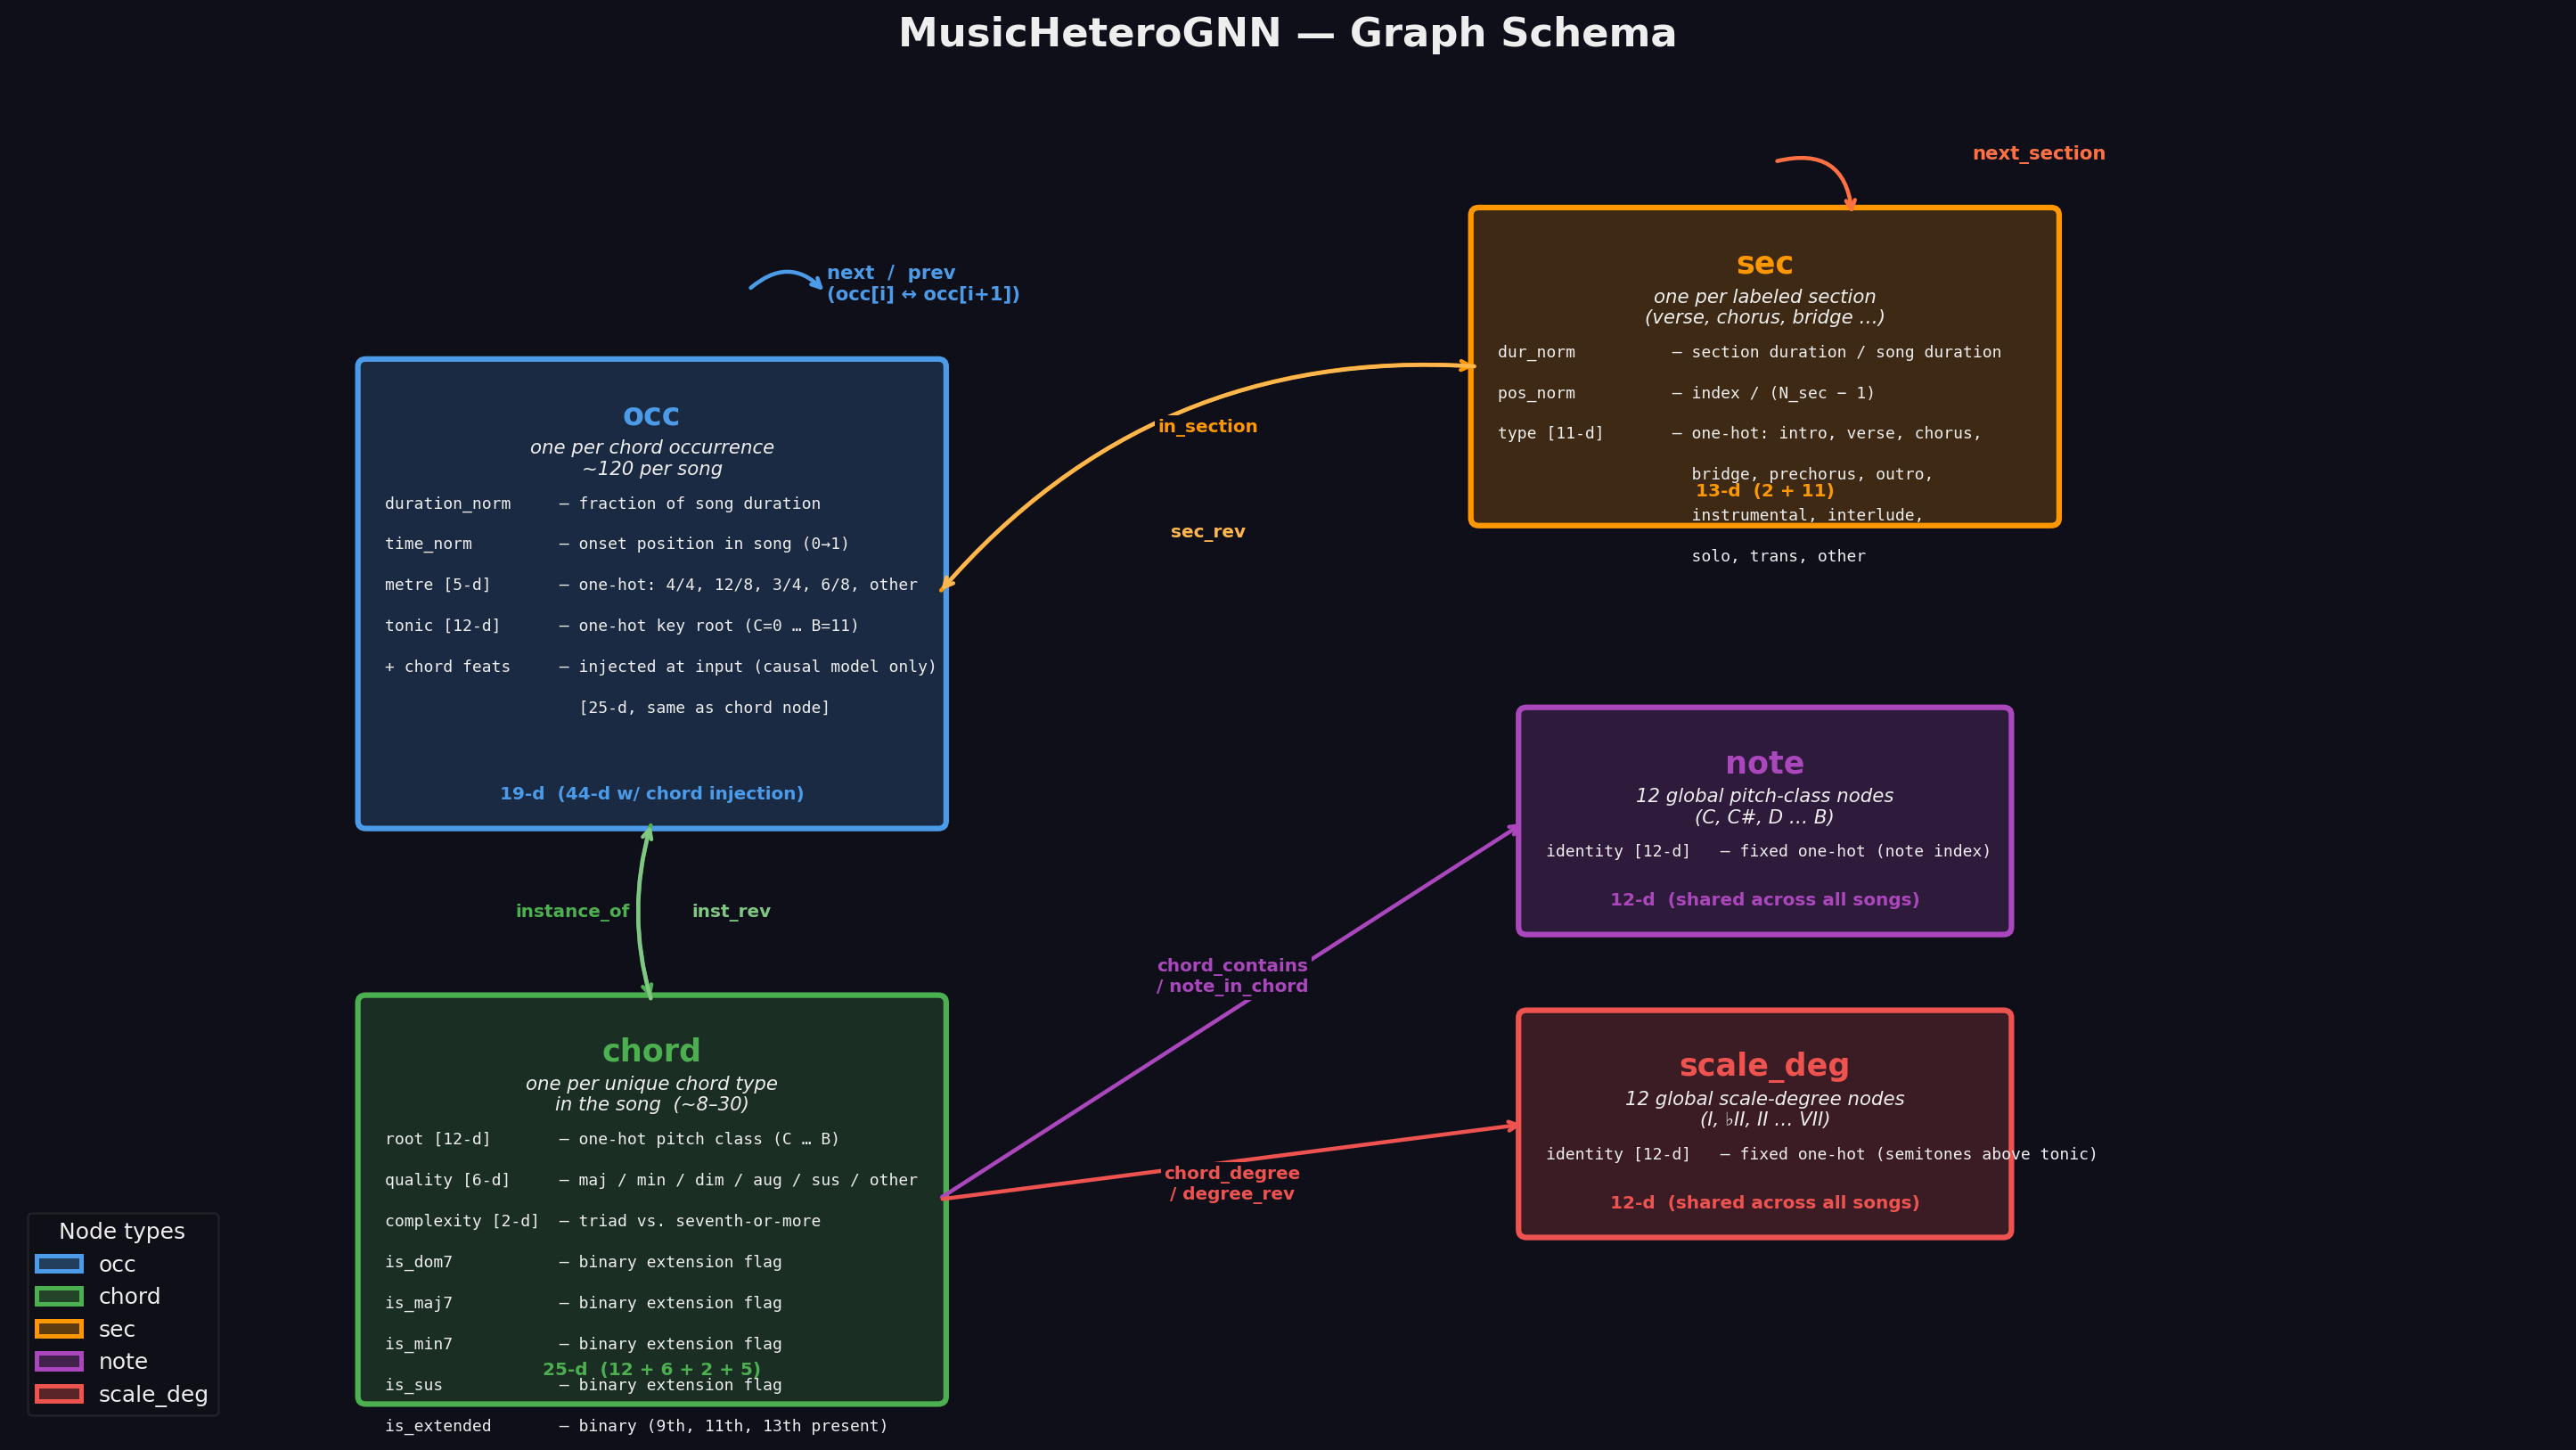 MusicHeteroGNN — Graph Schema
next_section
next / prev
(occ[i] ↔ occ[i+1])
sec
one per labeled section
(verse, chorus, bridge …)
dur_norm — section duration / song duration
pos_norm — index / (N_sec − 1)
type [11-d] — one-hot: intro, verse, chorus,
bridge, prechorus, outro,
13-d (2 + 11)
instrumental, interlude,
solo, trans, other
occ
one per chord occurrence
~120 per song
duration_norm — fraction of song duration
time_norm — onset position in song (0→1)
metre [5-d] — one-hot: 4/4, 12/8, 3/4, 6/8, other
tonic [12-d] — one-hot key root (C=0 … B=11)
+ chord feats — injected at input (causal model only)
[25-d, same as chord node]
19-d (44-d w/ chord injection)
in_section
sec_rev
note
12 global pitch-class nodes
(C, C#, D … B)
identity [12-d] — fixed one-hot (note index)
12-d (shared across all songs)
instance_of
inst_rev
chord_contains
/ note_in_chord
chord
one per unique chord type
in the song (~8–30)
root [12-d] — one-hot pitch class (C … B)
quality [6-d] — maj / min / dim / aug / sus / other
complexity [2-d] — triad vs. seventh-or-more
is_dom7 — binary extension flag
is_maj7 — binary extension flag
is_min7 — binary extension flag
25-d (12 + 6 + 2 + 5)
is_sus — binary extension flag
is_extended — binary (9th, 11th, 13th present)
chord_degree
/ degree_rev
scale_deg
12 global scale-degree nodes
(I, ♭II, II … VII)
identity [12-d] — fixed one-hot (semitones above tonic)
12-d (shared across all songs)
Node types
occ
chord
sec
note
scale_deg